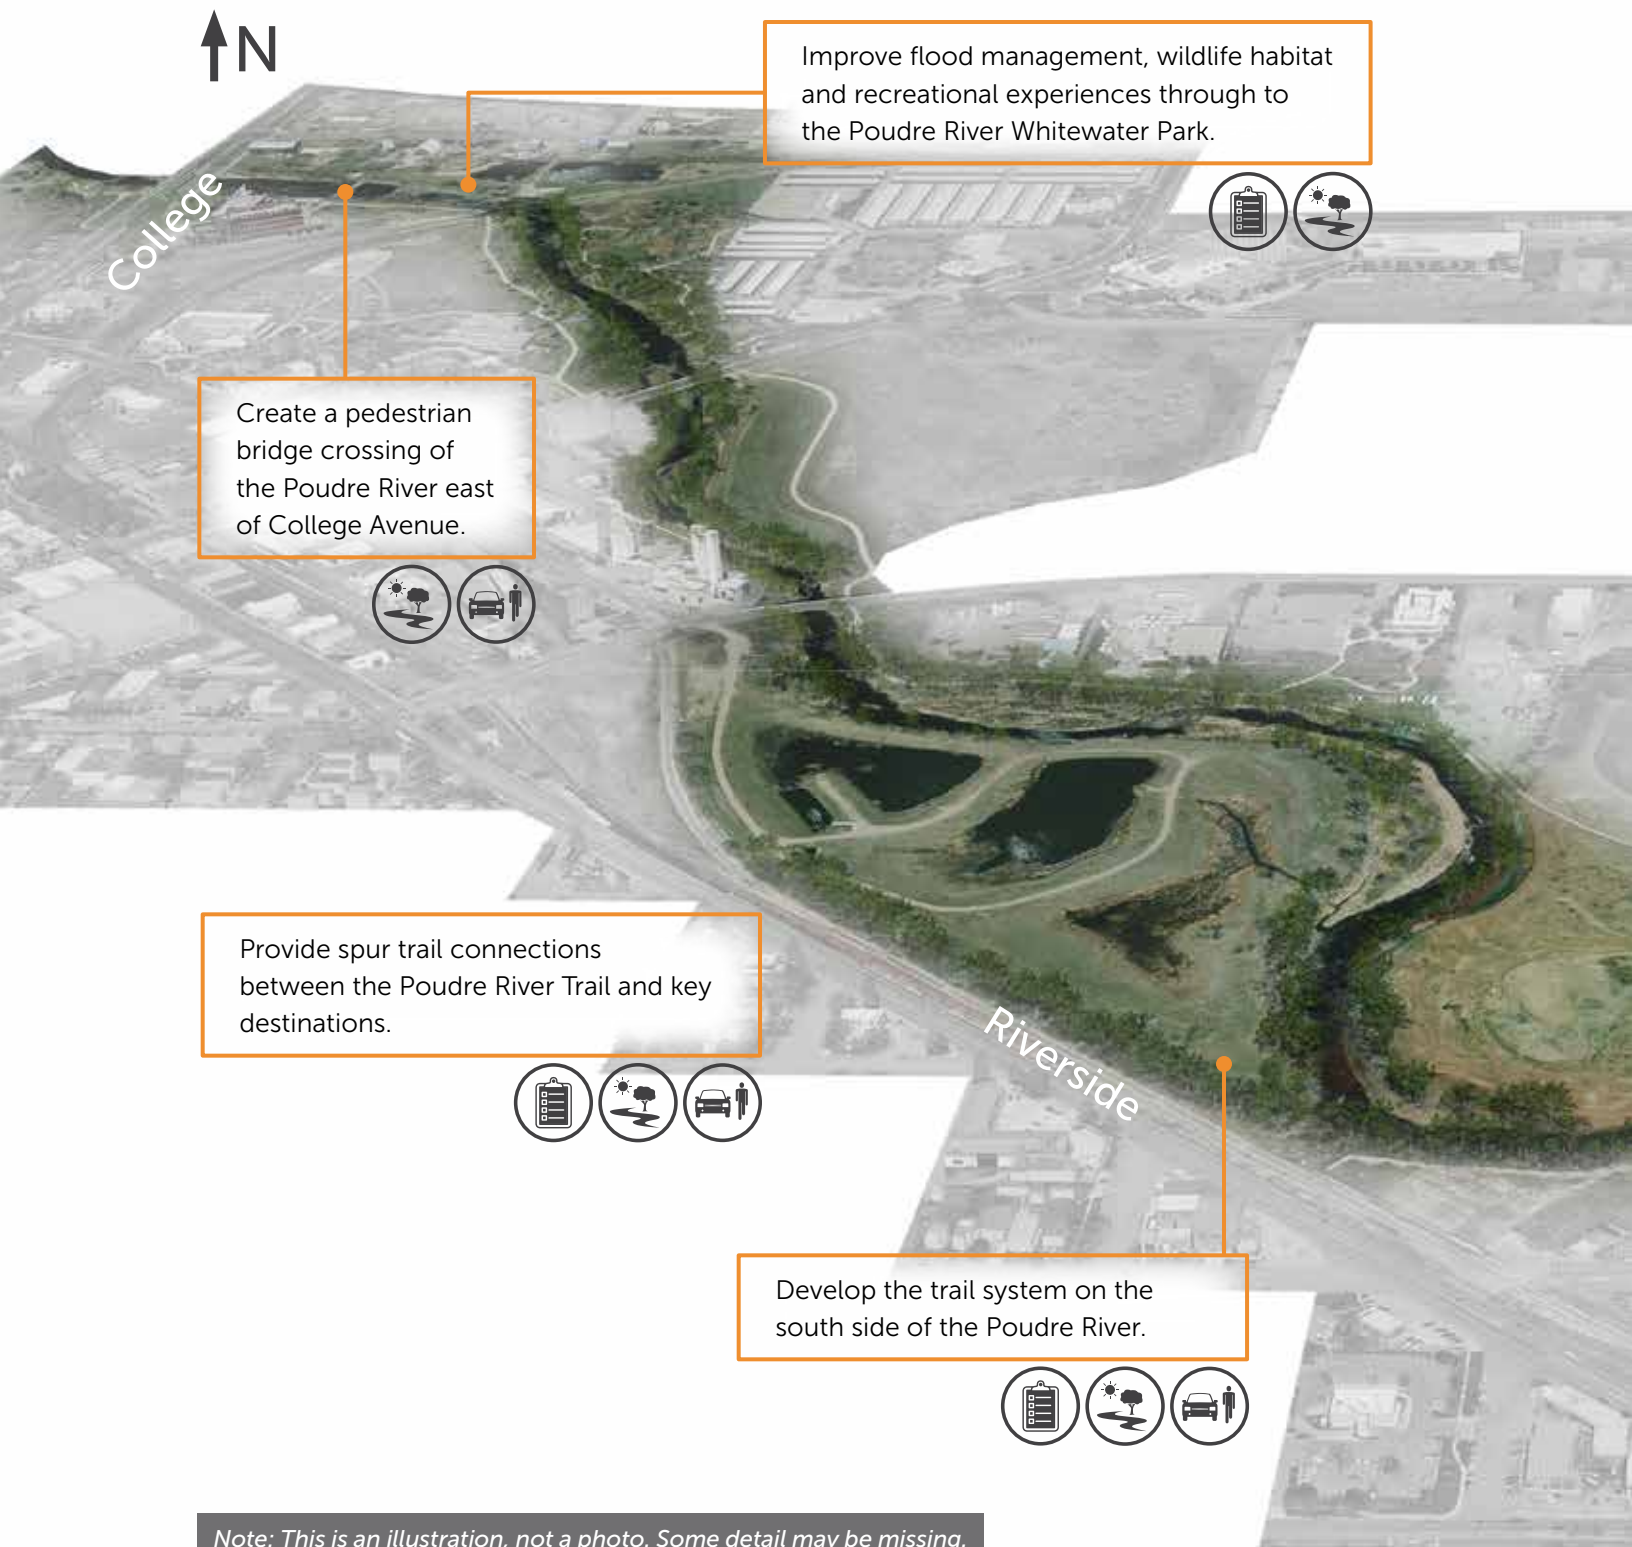 N
Improve flood management, wildlife habitat
and recreational experiences through to
the Poudre River Whitewater Park.
College
Create a pedestrian
bridge crossing of
the Poudre River east
of College Avenue.
Provide spur trail connections
between the Poudre River Trail and key
destinations.
Riverside
Develop the trail system on the
south side of the Poudre River.
Note: This is an illustration, not a photo. Some detail may be missing.